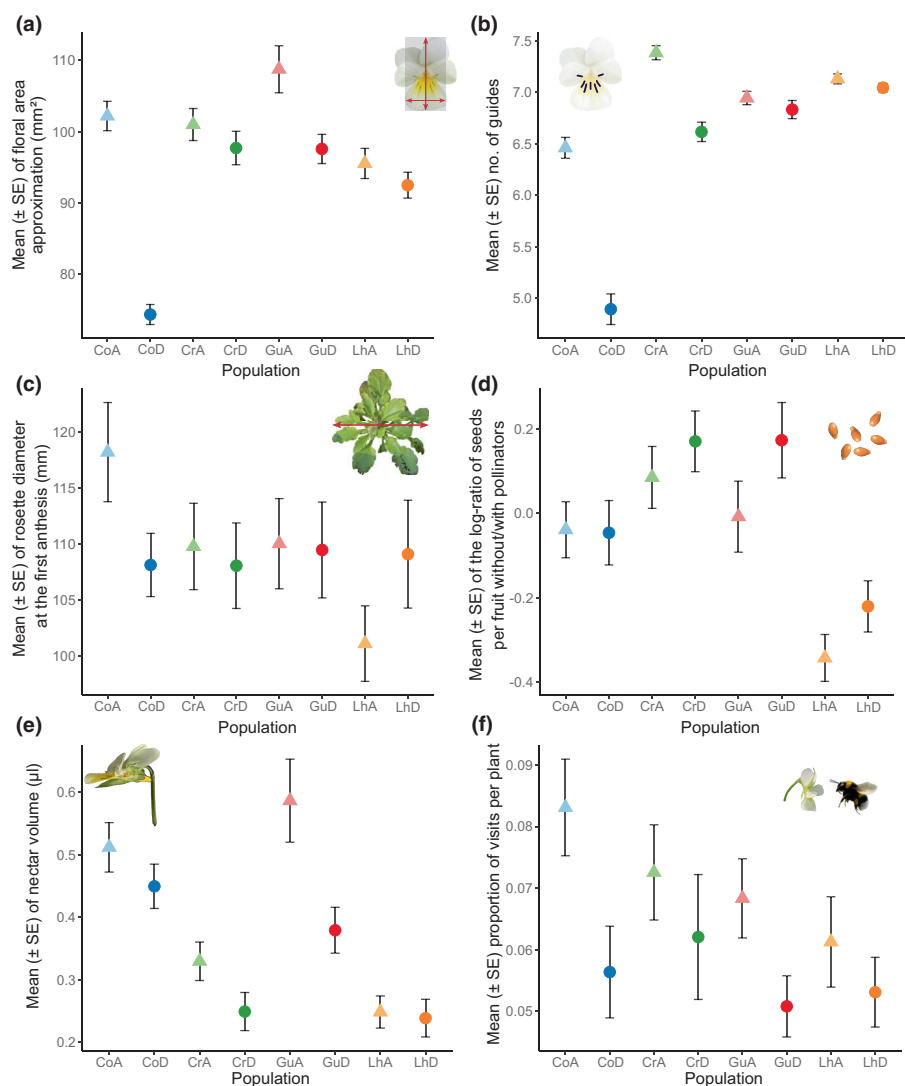 (a)
Mean (± SE) of floral area
approximation (mm²)
110
100
90
80
CoA CoD CrA CrD GuA GuD LhA LhD
Population
(b)
Mean (± SE) no. of guides
7.5
7.0
6.5
6.0
5.5
5.0
CoA CoD CrA CrD GuA GuD LhA LhD
Population
(c)
Mean (± SE) of rosette diameter
at the first anthesis (mm)
120
115
110
105
100
CoA CoD CrA CrD GuA GuD LhA LhD
Population
(d)
Mean (± SE) of the log-ratio of seeds
per fruit without/with pollinators
0.2
0.0
-0.2
-0.4
CoA CoD CrA CrD GuA GuD LhA LhD
Population
(e)
Mean (± SE) of nectar volume (µl)
0.6
0.5
0.4
0.3
0.2
CoA CoD CrA CrD GuA GuD LhA LhD
Population
(f)
Mean (± SE) proportion of visits per plant
0.09
0.08
0.07
0.06
0.05
CoA CoD CrA CrD GuA GuD LhA LhD
Population